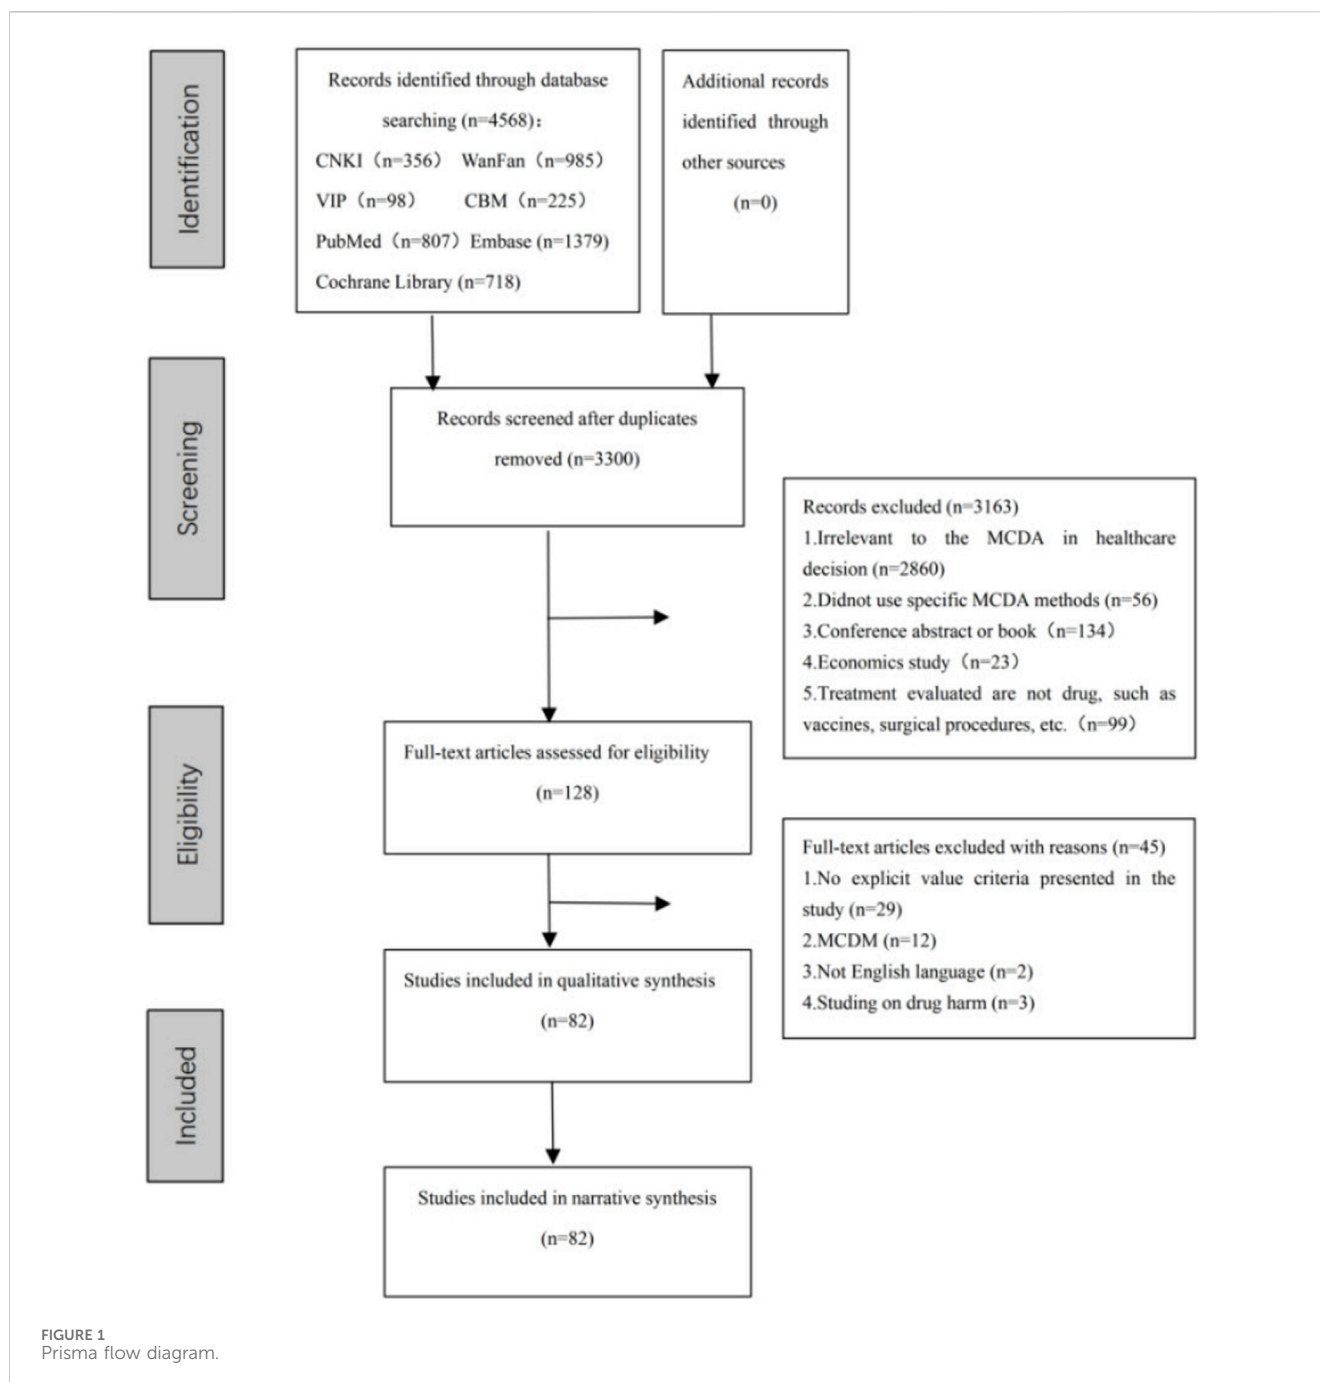 Identification
Records identified through database
searching (n=4568):
CNKI (n=356) WanFan (n=985)
VIP (n=98) CBM (n=225)
PubMed (n=807) Embase (n=1379)
Cochrane Library (n=718)
Additional records
identified through
other sources
(n=0)
Screening
Records screened after duplicates
removed (n=3300)
Records excluded (n=3163)
1.Irrelevant to the MCDA in healthcare
decision (n=2860)
2.Didnot use specific MCDA methods (n=56)
3.Conference abstract or book (n=134)
4.Economics study (n=23)
5.Treatment evaluated are not drug, such as
vaccines, surgical procedures, etc. (n=99)
Eligibility
Full-text articles assessed for eligibility
(n=128)
Full-text articles excluded with reasons (n=45)
1.No explicit value criteria presented in the
study (n=29)
2.MCDM (n=12)
3.Not English language (n=2)
4.Studing on drug harm (n=3)
Studies included in qualitative synthesis
(n=82)
Included
Studies included in narrative synthesis
(n=82)
FIGURE 1
Prisma flow diagram.